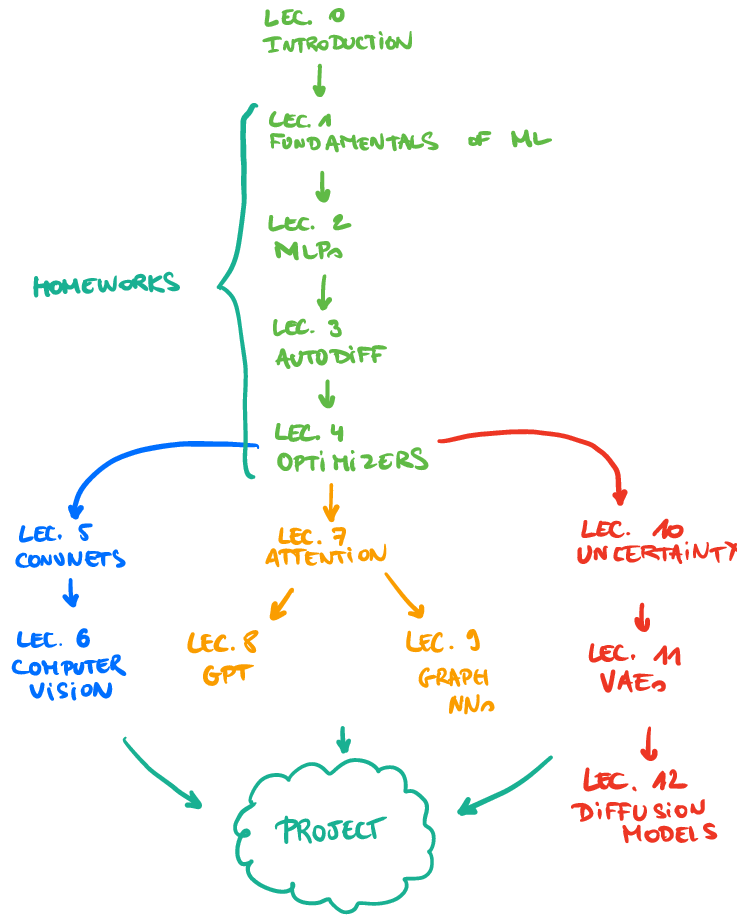 LEC. 0
INTRODUCTION
LEC. 1
FUNDAMENTALS OF ML
LEC. 2
MLPs
HOMEWORKS
LEC. 3
AUTODIFF
LEC. 4
OPTIMIZERS
LEC. 5
CONVNETS
LEC. 6
COMPUTER
VISION
LEC. 7
ATTENTION
LEC. 8
GPT
LEC. 9
GRAPH
NNs
LEC. 10
UNCERTAINTY
LEC. 11
VAEs
LEC. 12
DIFFUSION
MODELS
PROJECT